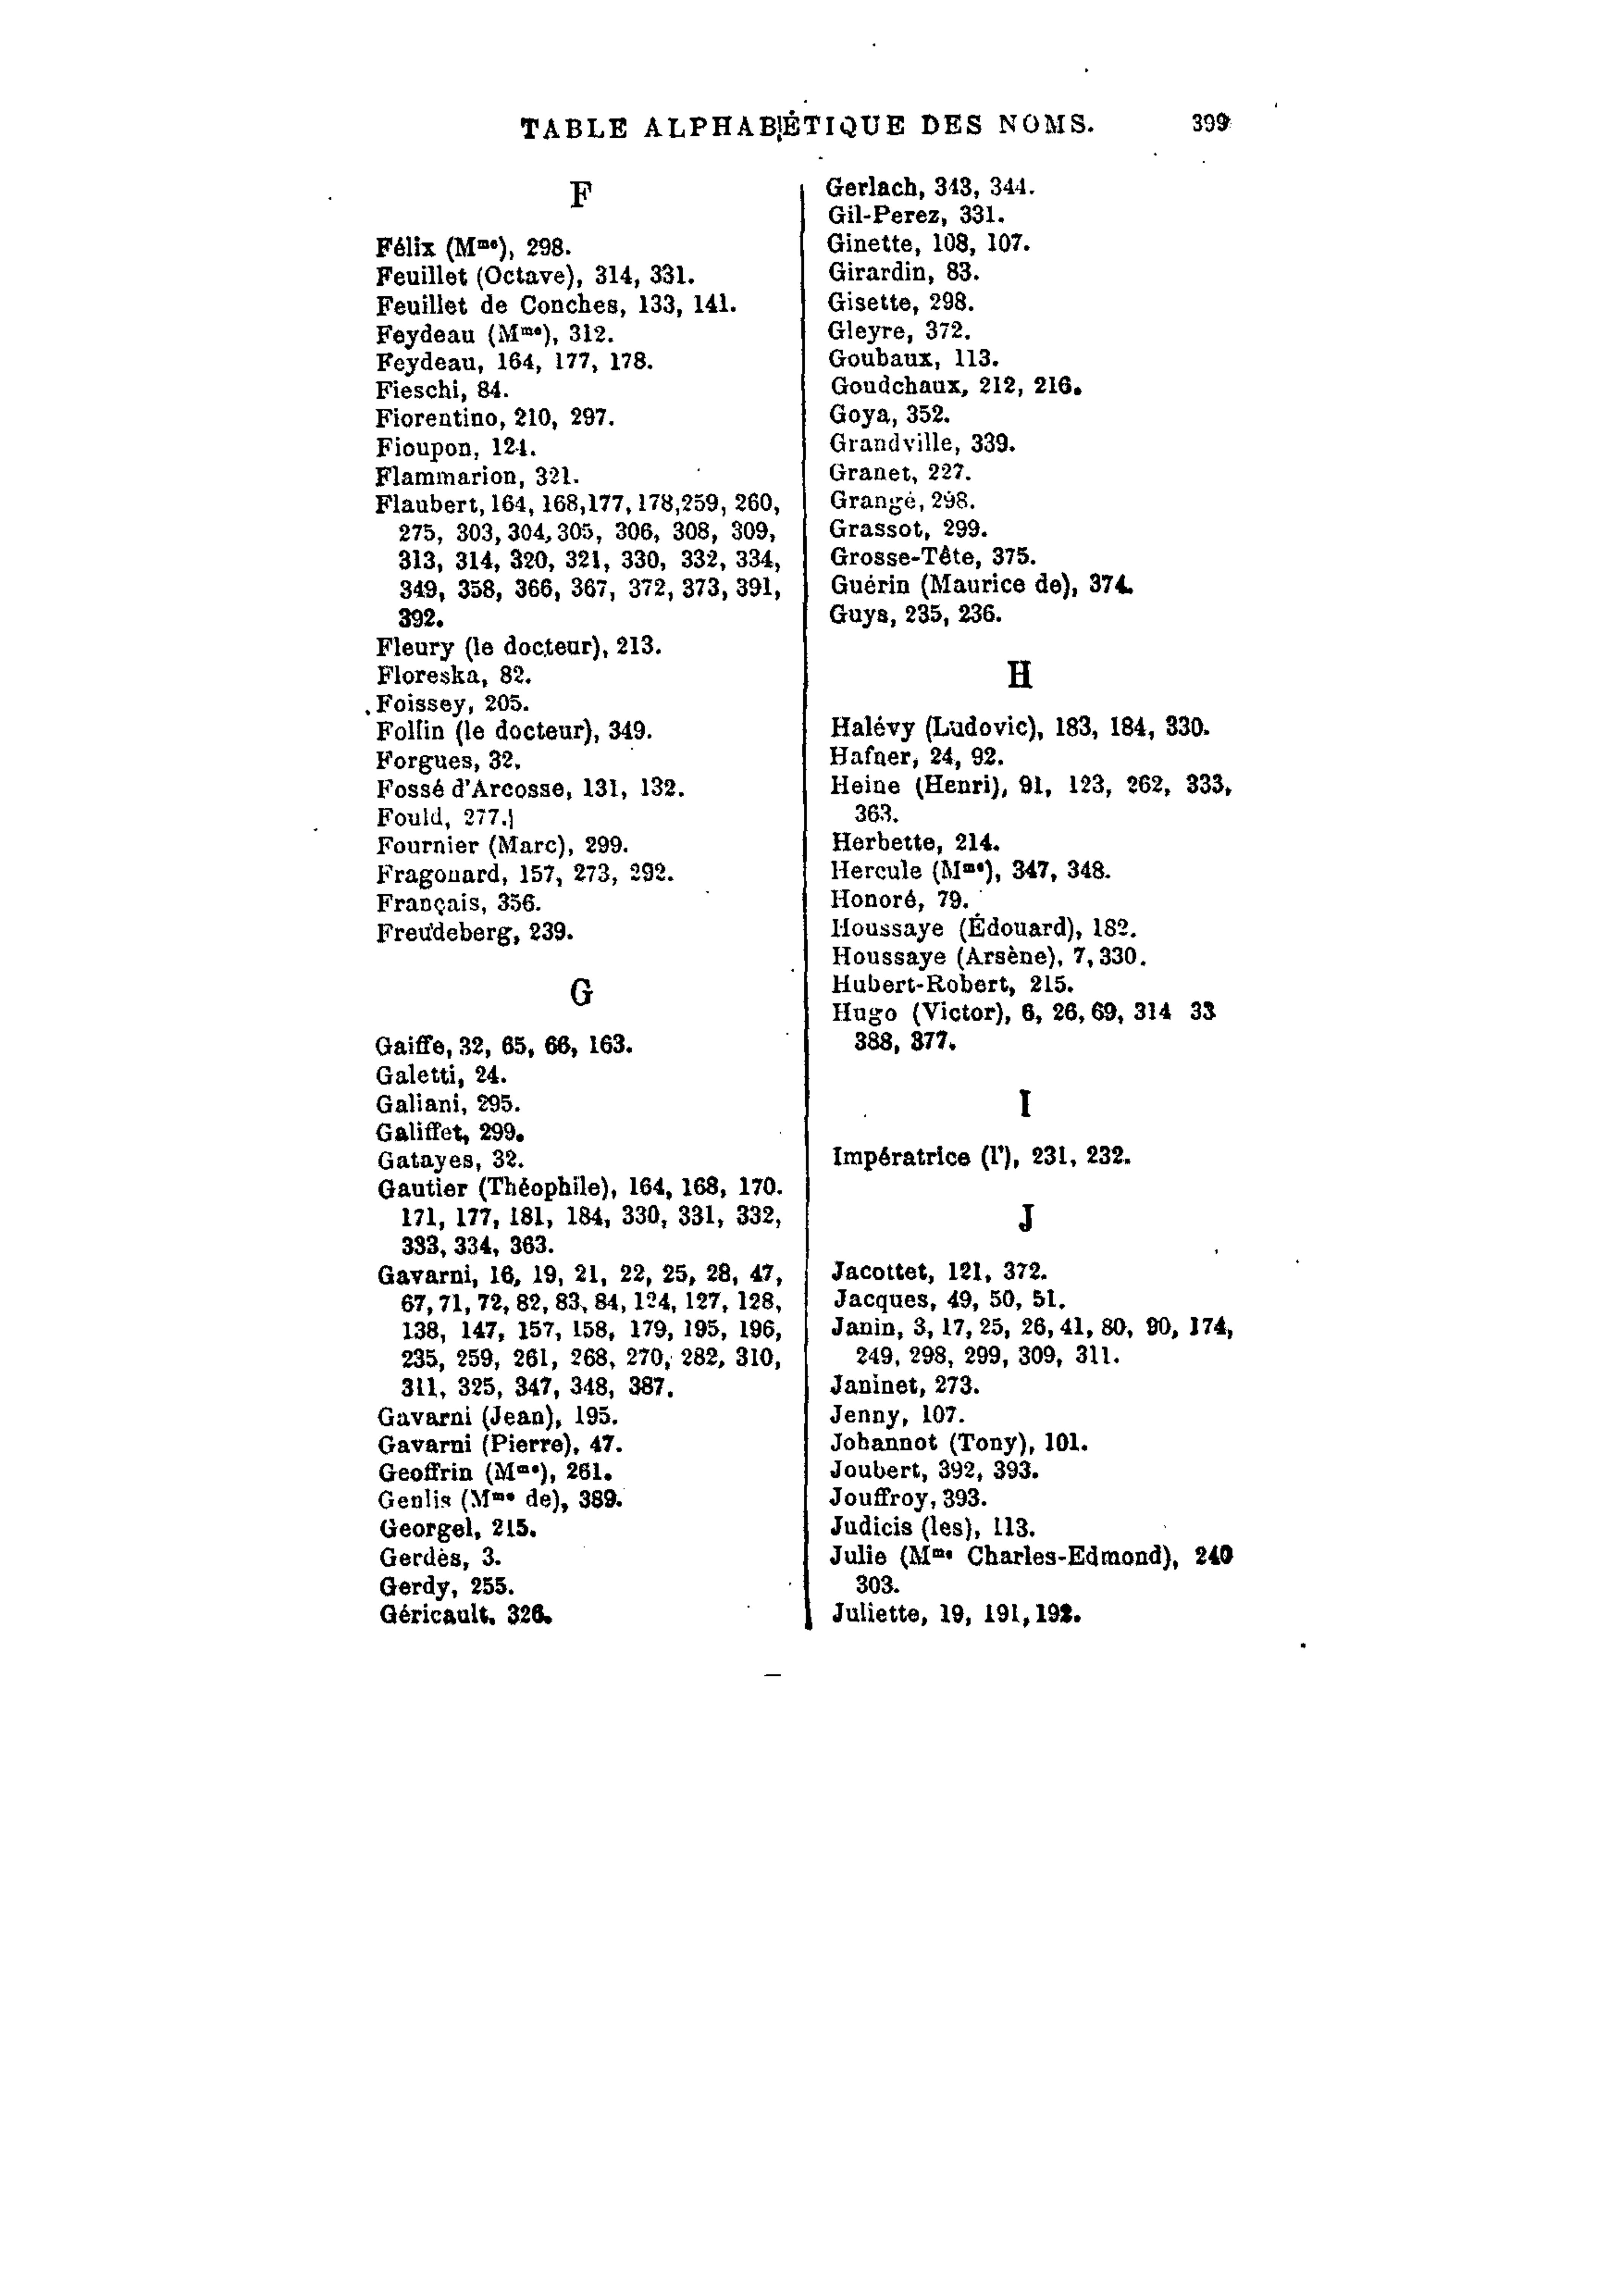 TABLE ALPHABÉTIQUE DES NOMS. 399
F
Félix (Mme), 298.
Feuillet (Octave), 314, 331.
Feuillet de Conches, 133, 141.
Feydeau (Mme), 312.
Feydeau, 164, 177, 178.
Fieschi, 84.
Fiorentino, 210, 297.
Fioupon, 124.
Flammarion, 321.
Flaubert, 164, 168, 177, 178, 259, 260,
275, 303, 304, 305, 306, 308, 309,
313, 314, 320, 321, 330, 332, 334,
349, 358, 366, 367, 372, 373, 391,
392.
Fleury (le docteur), 213.
Floreska, 82.
Foissey, 205.
Follin (le docteur), 349.
Forgues, 32.
Fossé d'Arcosse, 131, 132.
Fould, 277.
Fournier (Marc), 299.
Fragonard, 157, 273, 292.
Français, 356.
Freudeberg, 239.
G
Gaiffe, 32, 65, 66, 163.
Galetti, 24.
Galiani, 295.
Galiffet, 299.
Gatayes, 32.
Gautier (Théophile), 164, 168, 170.
171, 177, 181, 184, 330, 331, 332,
333, 334, 363.
Gavarni, 16, 19, 21, 22, 25, 28, 47,
67, 71, 72, 82, 83, 84, 124, 127, 128,
138, 147, 157, 158, 179, 195, 196,
235, 259, 261, 268, 270, 282, 310,
311, 325, 347, 348, 387.
Gavarni (Jean), 195.
Gavarni (Pierre), 47.
Geoffrin (Mme), 261.
Genlis (Mme de), 389.
Georgel, 215.
Gerdès, 3.
Gerdy, 255.
Géricault, 326.
Gerlach, 343, 344.
Gil-Perez, 331.
Ginette, 108, 107.
Girardin, 83.
Gisette, 298.
Gleyre, 372.
Goubaux, 113.
Goudchaux, 212, 216.
Goya, 352.
Grandville, 339.
Granet, 227.
Grangé, 298.
Grassot, 299.
Grosse-Tête, 375.
Guérin (Maurice de), 374.
Guys, 235, 236.
H
Halévy (Ludovic), 183, 184, 330.
Hafner, 24, 92.
Heine (Henri), 91, 123, 262, 333,
363.
Herbette, 214.
Hercule (Mme), 347, 348.
Honoré, 79.
Houssaye (Édouard), 182.
Houssaye (Arsène), 7, 330.
Hubert-Robert, 215.
Hugo (Victor), 6, 26, 69, 314 33
388, 377.
I
Impératrice (l'), 231, 232.
J
Jacottet, 121, 372.
Jacques, 49, 50, 51.
Janin, 3, 17, 25, 26, 41, 80, 90, 174,
249, 298, 299, 309, 311.
Janinet, 273.
Jenny, 107.
Johannot (Tony), 101.
Joubert, 392, 393.
Jouffroy, 393.
Judicis (les), 113.
Julie (Mme Charles-Edmond), 240
303.
Juliette, 19, 191, 192.